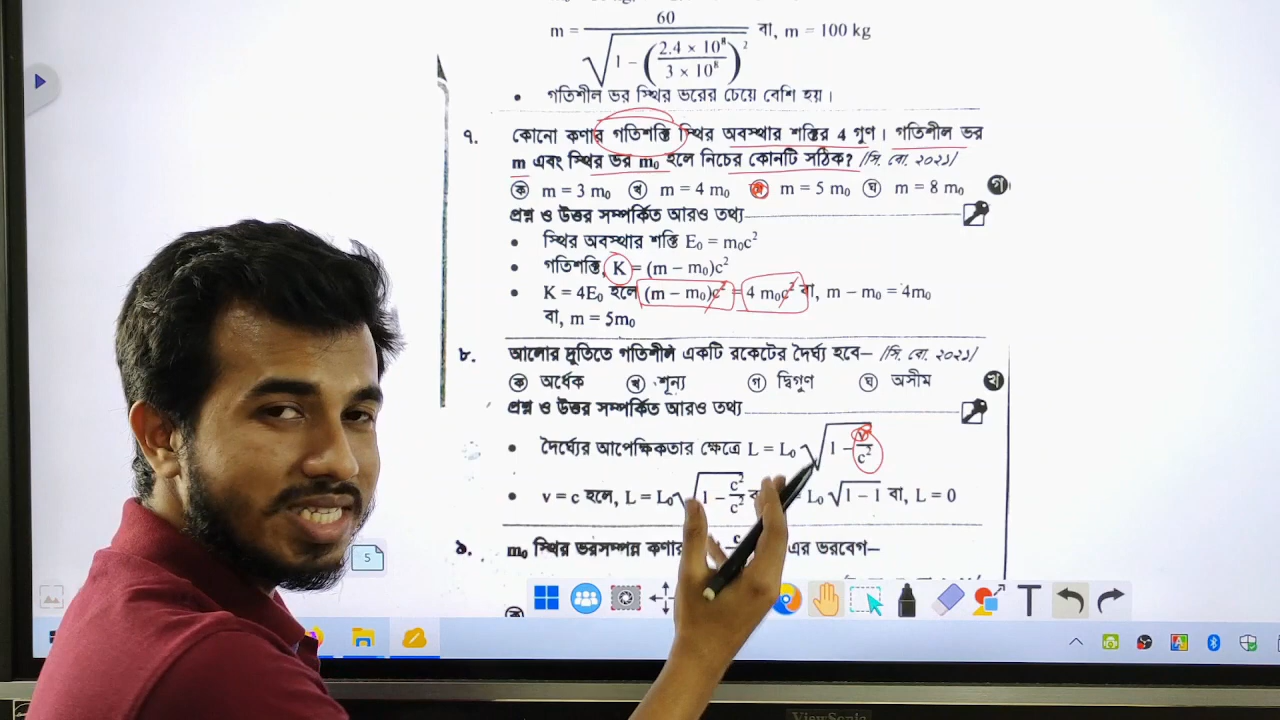 m = 60 / √1 − (2.4 × 10⁸ / 3 × 10⁸)² বা, m = 100 kg
• গতিশীল ভর স্থির ভরের চেয়ে বেশি হয়।
৭. কোনো কণার গতিশক্তি স্থির অবস্থার শক্তির 4 গুণ। গতিশীল ভর
m এবং স্থির ভর m₀ হলে নিচের কোনটি সঠিক? [সি. বো. ২০২১]
ক m = 3 m₀ খ m = 4 m₀ গ m = 5 m₀ ঘ m = 8 m₀ গ
প্রশ্ন ও উত্তর সম্পর্কিত আরও তথ্য
• স্থির অবস্থার শক্তি E₀ = m₀c²
• গতিশক্তি, K = (m − m₀)c²
• K = 4E₀ হলে (m − m₀)c² = 4 m₀c² বা, m − m₀ = 4m₀
বা, m = 5m₀
৮. আলোর দ্রুতিতে গতিশীল একটি রকেটের দৈর্ঘ্য হবে− [সি. বো. ২০২১]
ক অর্ধেক খ শূন্য গ দ্বিগুণ ঘ অসীম খ
প্রশ্ন ও উত্তর সম্পর্কিত আরও তথ্য
• দৈর্ঘ্যের আপেক্ষিকতার ক্ষেত্রে L = L₀ √1 − v²/c²
• v = c হলে, L = L₀ √1 − c²/c² = L₀ √1 − 1 বা, L = 0
৯. m₀ স্থির ভরসম্পন্ন কণার এর ভরবেগ−
5
T
ViewSonic